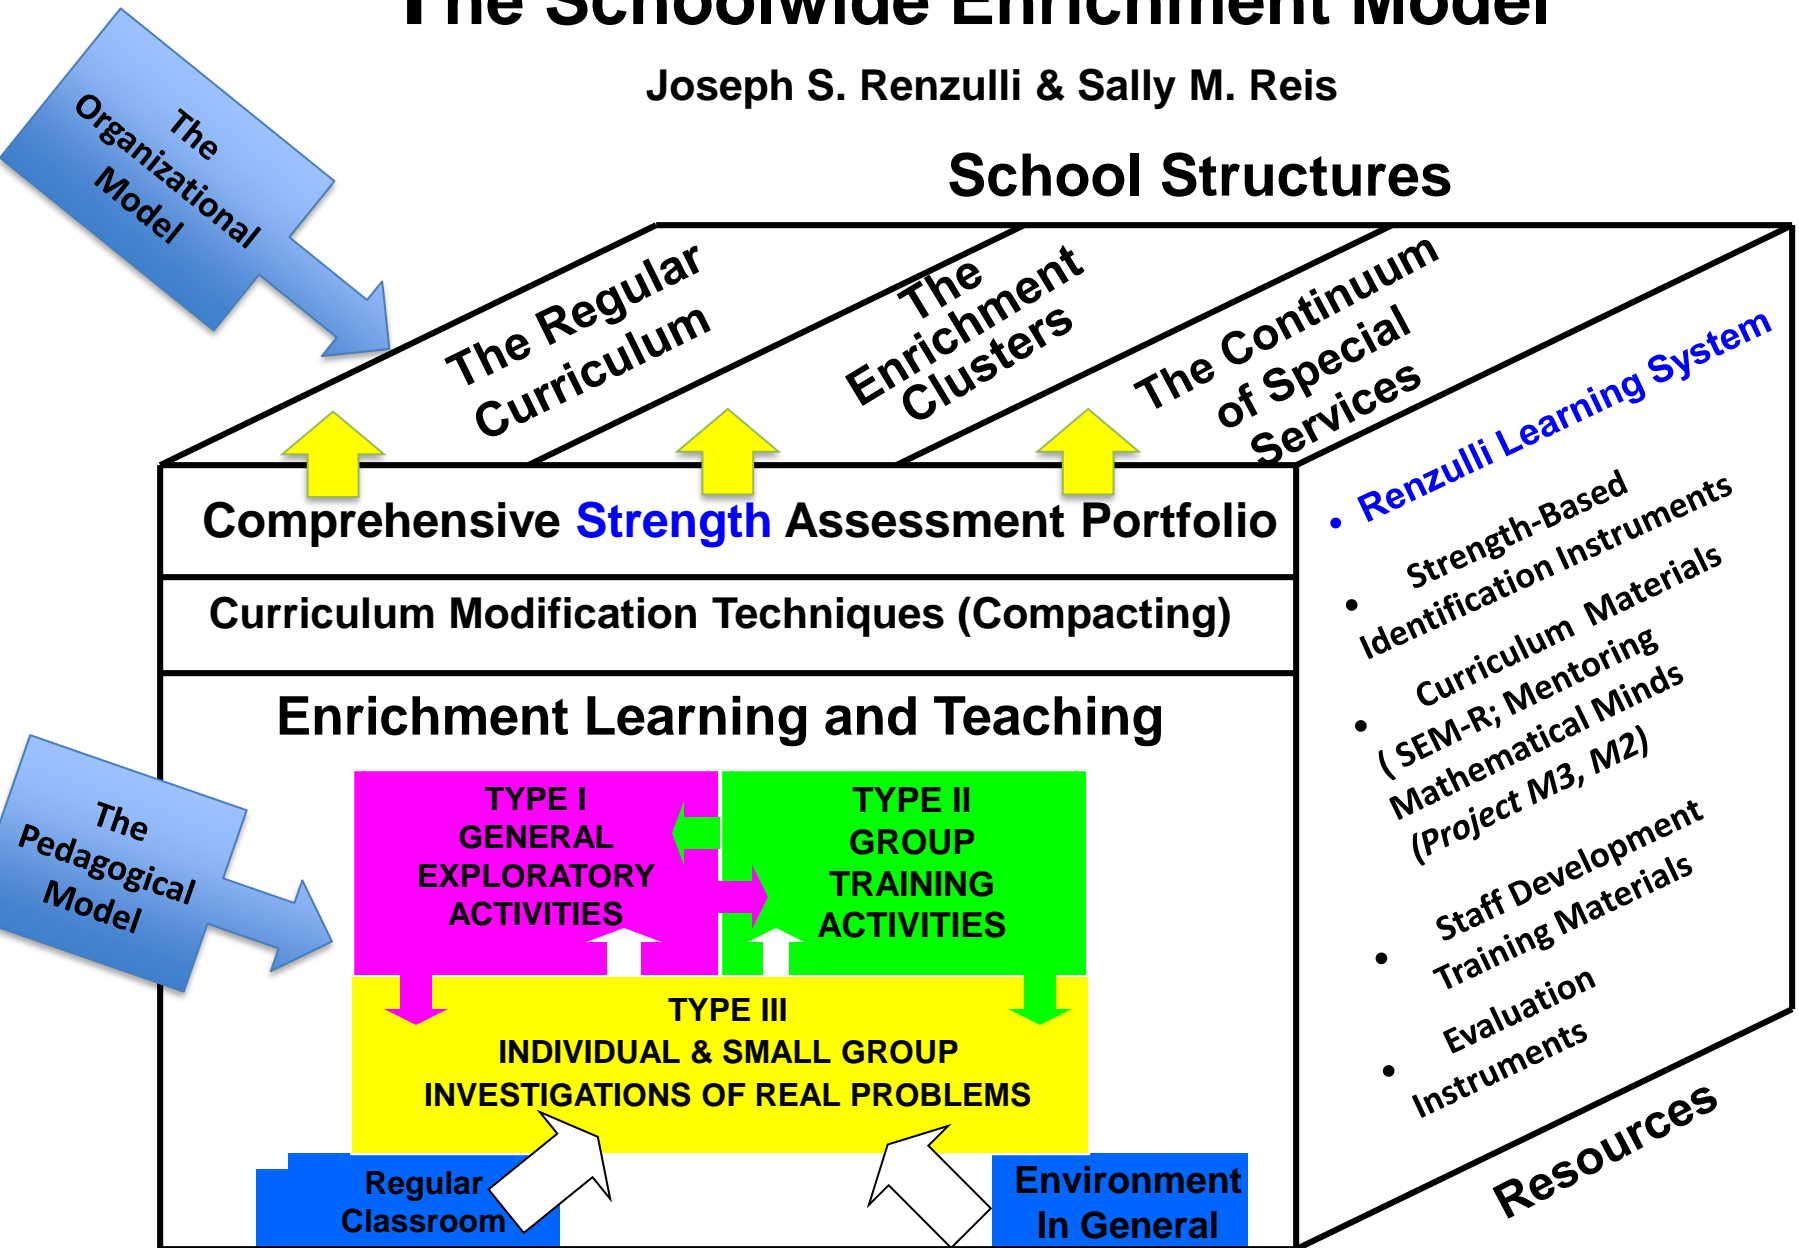 The Schoolwide Enrichment Model
Joseph S. Renzulli & Sally M. Reis
School Structures
The
Organizational
Model
The Regular
Curriculum
The
Enrichment
Clusters
The Continuum
of Special
Services
Comprehensive Strength Assessment Portfolio
Curriculum Modification Techniques (Compacting)
Enrichment Learning and Teaching
The
Pedagogical
Model
TYPE I
GENERAL
EXPLORATORY
ACTIVITIES
TYPE II
GROUP
TRAINING
ACTIVITIES
TYPE III
INDIVIDUAL & SMALL GROUP
INVESTIGATIONS OF REAL PROBLEMS
Regular
Classroom
Environment
In General
• Renzulli Learning System
• Strength-Based
Identification Instruments
• Curriculum Materials
( SEM-R; Mentoring
Mathematical Minds
(Project M3, M2)
• Staff Development
Training Materials
• Evaluation
Instruments
Resources